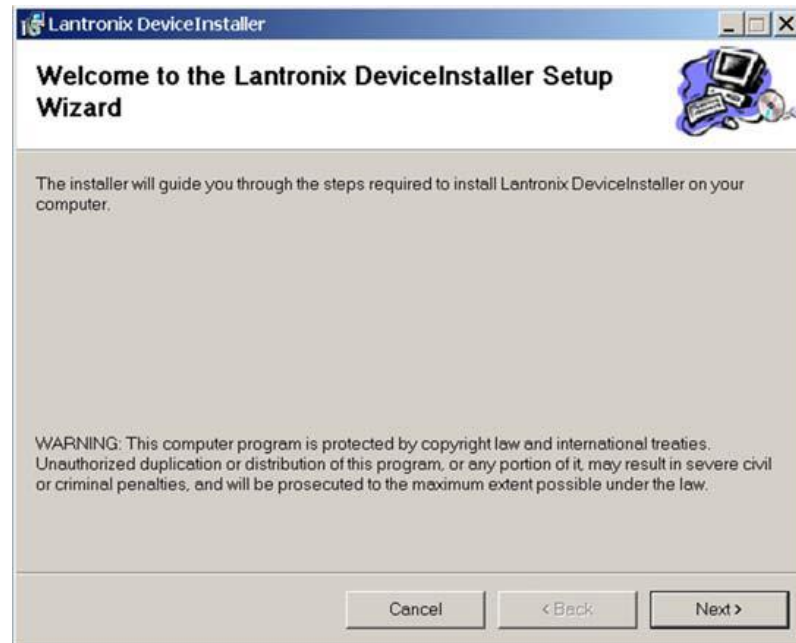 Lantronix DeviceInstaller
Welcome to the Lantronix DeviceInstaller Setup
Wizard
The installer will guide you through the steps required to install Lantronix DeviceInstaller on your
computer.
WARNING: This computer program is protected by copyright law and international treaties.
Unauthorized duplication or distribution of this program, or any portion of it, may result in severe civil
or criminal penalties, and will be prosecuted to the maximum extent possible under the law.
Cancel
< Back
Next >